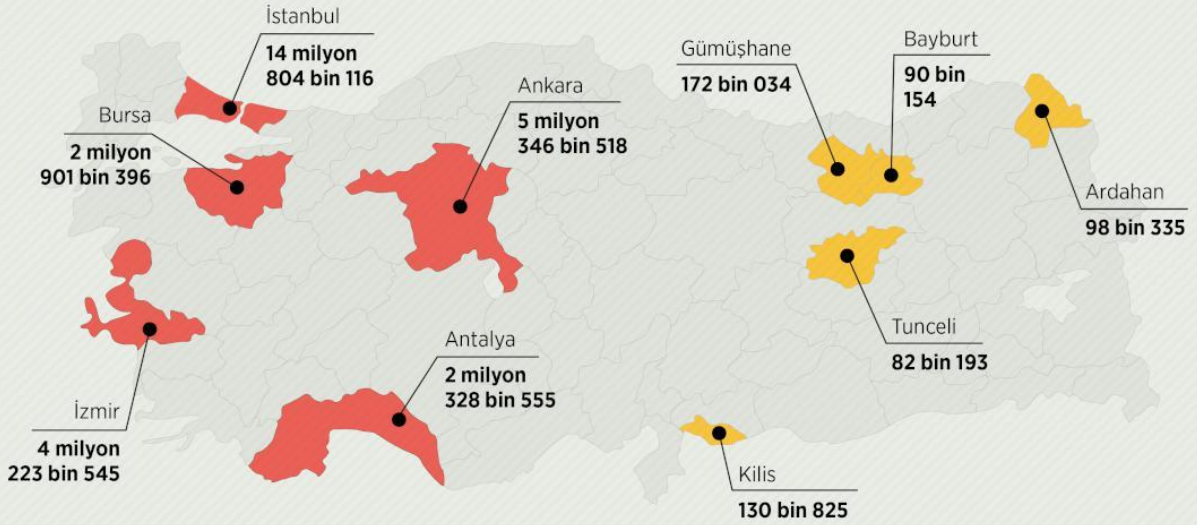 İstanbul
14 milyon
804 bin 116
Bursa
2 milyon
901 bin 396
Ankara
5 milyon
346 bin 518
Gümüşhane
172 bin 034
Bayburt
90 bin
154
Ardahan
98 bin 335
Tunceli
82 bin 193
Antalya
2 milyon
328 bin 555
İzmir
4 milyon
223 bin 545
Kilis
130 bin 825